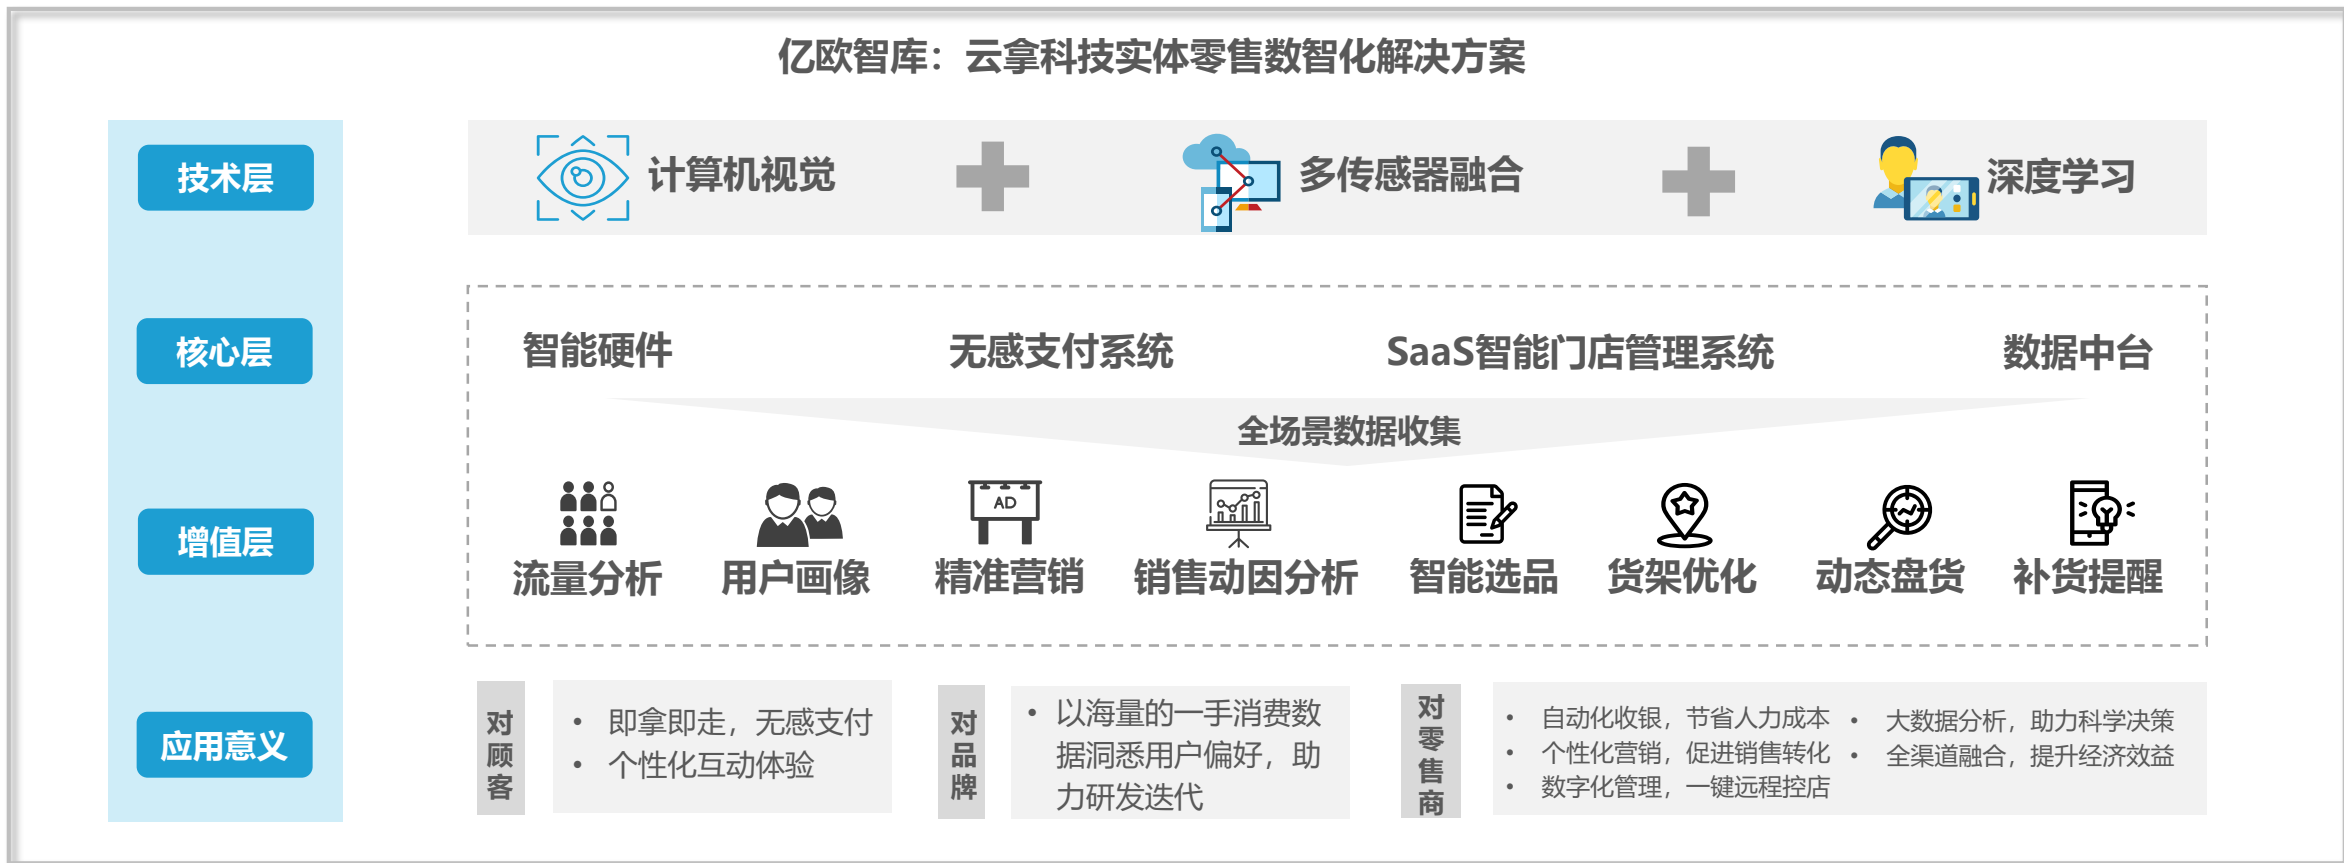 亿欧智库：云拿科技实体零售数智化解决方案
技术层
计算机视觉
多传感器融合
深度学习
核心层
智能硬件
无感支付系统
SaaS智能门店管理系统
数据中台
全场景数据收集
增值层
AD
流量分析
用户画像
精准营销
销售动因分析
智能选品
货架优化
动态盘货
补货提醒
应用意义
对顾客
• 即拿即走，无感支付
• 个性化互动体验
对品牌
• 以海量的一手消费数
据洞悉用户偏好，助
力研发迭代
对零售商
• 自动化收银，节省人力成本
• 个性化营销，促进销售转化
• 数字化管理，一键远程控店
• 大数据分析，助力科学决策
• 全渠道融合，提升经济效益